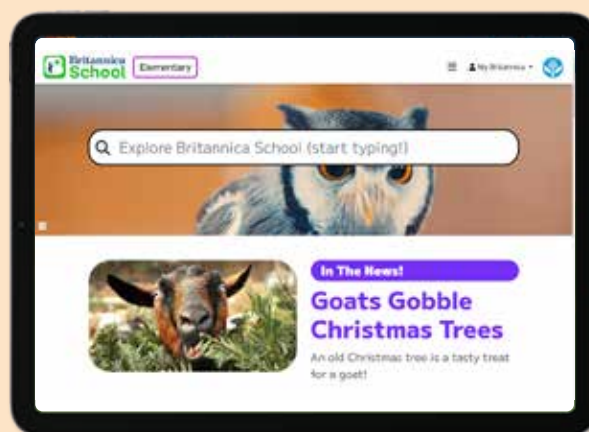 Britannica
School
Elementary
My Britannica
Explore Britannica School (start typing!)
In The News!
Goats Gobble
Christmas Trees
An old Christmas tree is a tasty treat
for a goat!